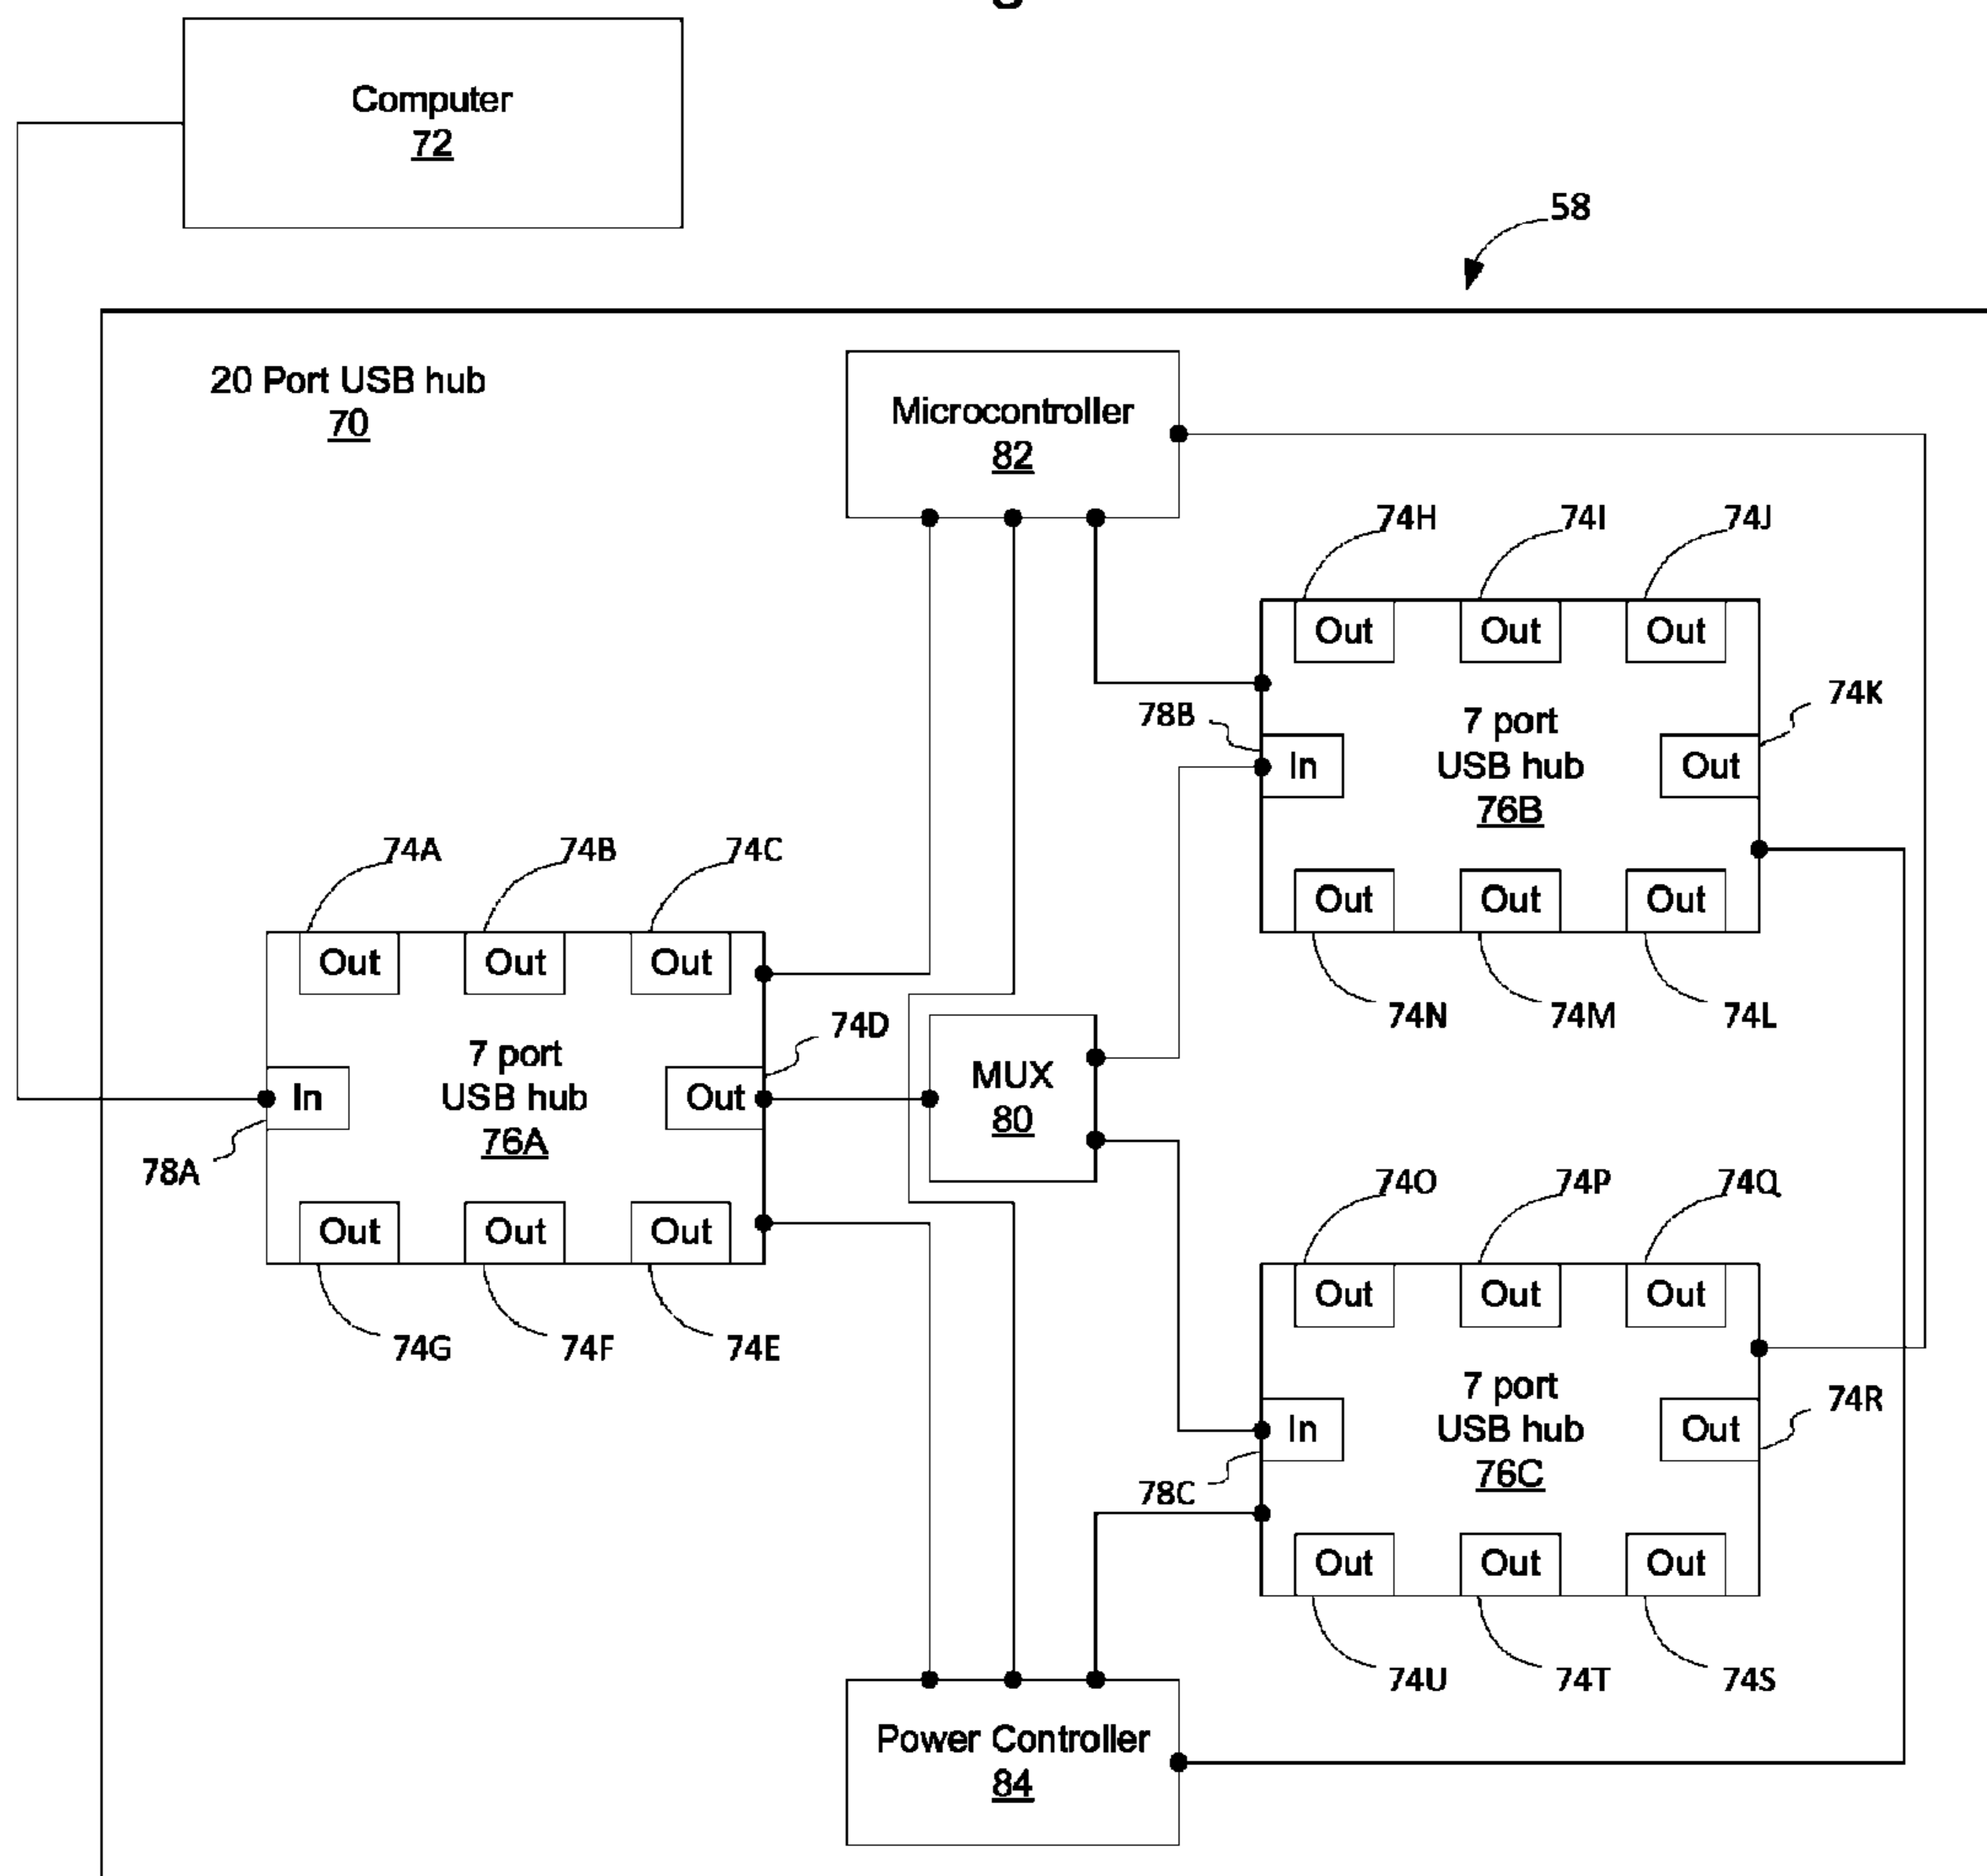 Computer
72
58
20 Port USB hub
70
Microcontroller
82
74H
74I
74J
Out
Out
Out
74K
78B
7 port
USB hub
76B
In
Out
74A
74B
74C
Out
Out
Out
Out
Out
Out
74N
74M
74L
74D
7 port
USB hub
76A
In
Out
MUX
80
78A
74O
74P
74Q
Out
Out
Out
Out
Out
Out
74G
74F
74E
7 port
USB hub
76C
In
Out
74R
78C
Out
Out
Out
74U
74T
74S
Power Controller
84